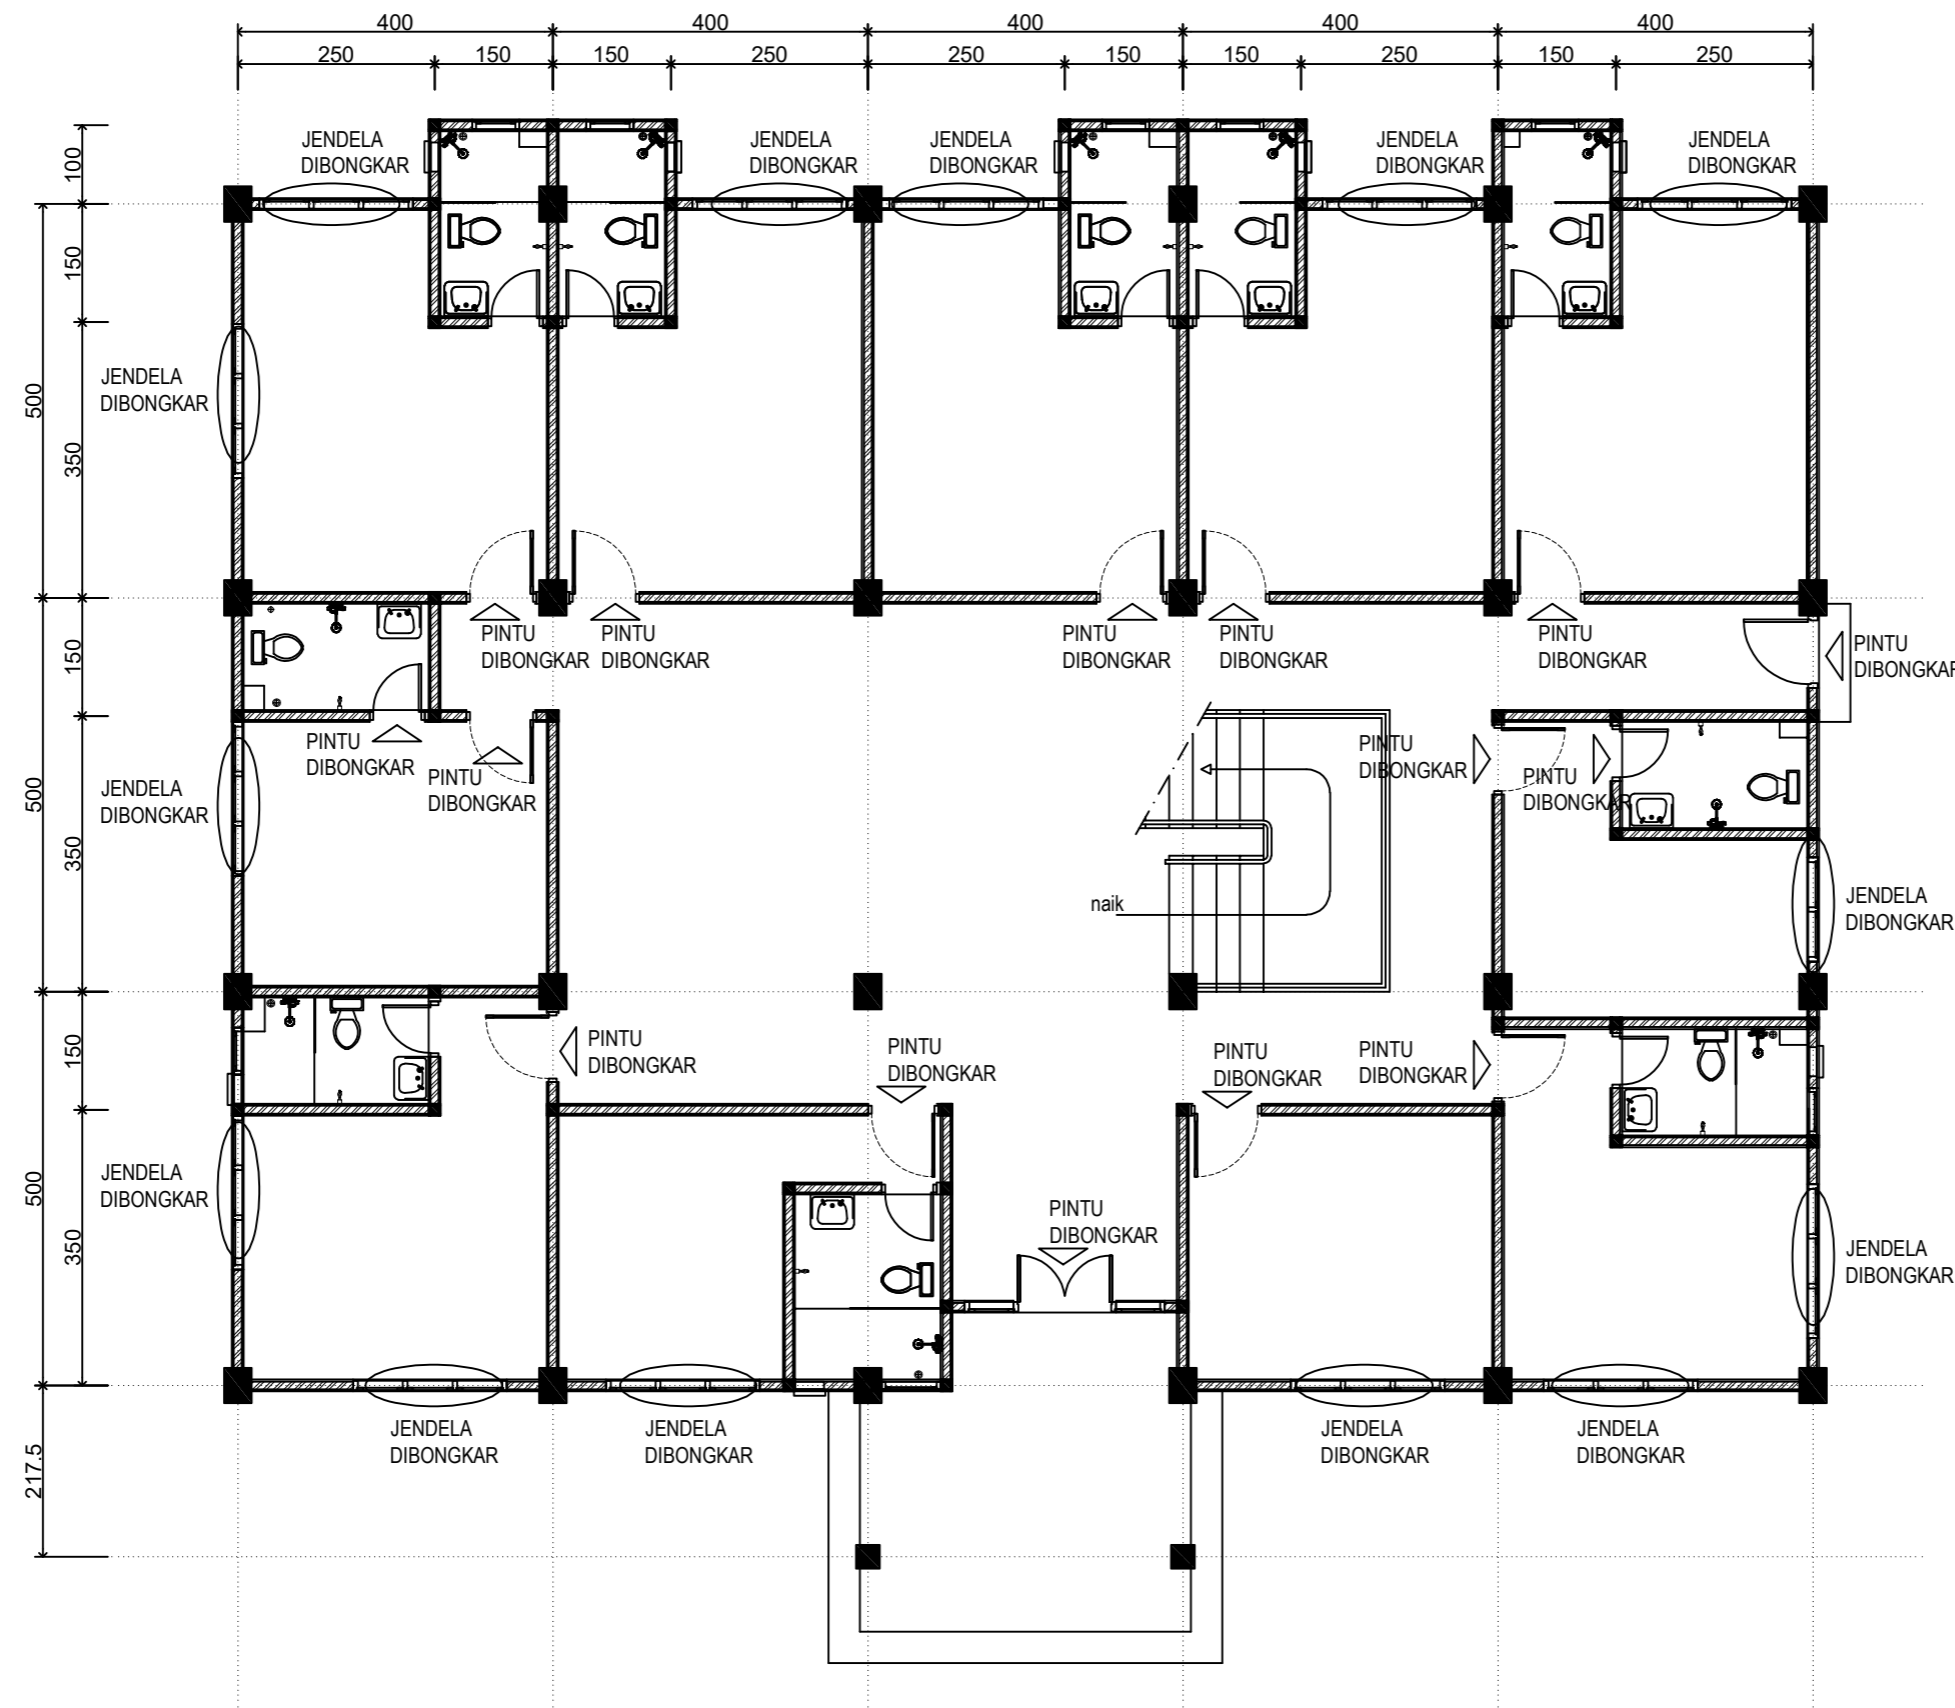 400 400 400 400 400
250 150 150 250 250 150 150 250 150 250
100
JENDELA
DIBONGKAR
JENDELA
DIBONGKAR
JENDELA
DIBONGKAR
JENDELA
DIBONGKAR
JENDELA
DIBONGKAR
150
500
350
JENDELA
DIBONGKAR
PINTU
DIBONGKAR
PINTU
DIBONGKAR
PINTU
DIBONGKAR
PINTU
DIBONGKAR
PINTU
DIBONGKAR
PINTU
DIBONGKAR
150
500
350
PINTU
DIBONGKAR
PINTU
DIBONGKAR
PINTU
DIBONGKAR
PINTU
DIBONGKAR
JENDELA
DIBONGKAR
naik
JENDELA
DIBONGKAR
150
500
350
PINTU
DIBONGKAR
PINTU
DIBONGKAR
PINTU
DIBONGKAR
PINTU
DIBONGKAR
JENDELA
DIBONGKAR
PINTU
DIBONGKAR
JENDELA
DIBONGKAR
217.5
JENDELA
DIBONGKAR
JENDELA
DIBONGKAR
JENDELA
DIBONGKAR
JENDELA
DIBONGKAR